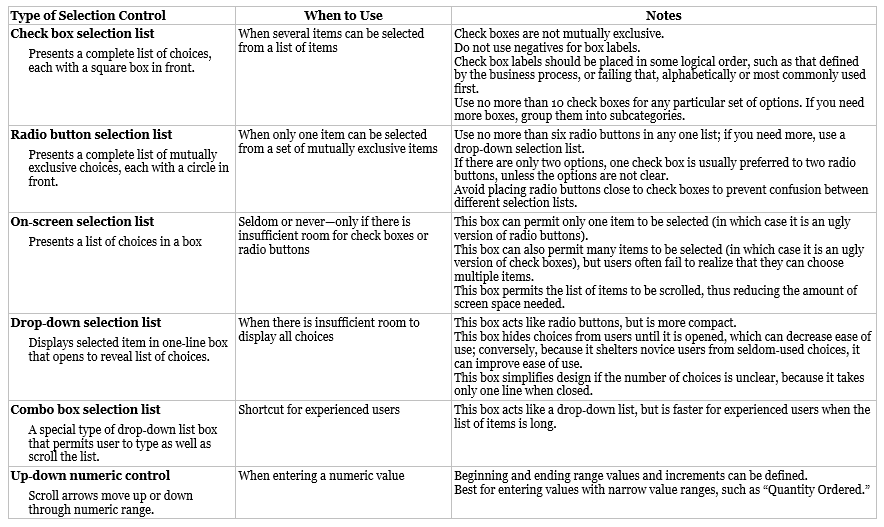 Type of Selection Control When to Use Notes
Check box selection list
Presents a complete list of choices,
each with a square box in front.
When several items can be selected
from a list of items
Check boxes are not mutually exclusive.
Do not use negatives for box labels.
Check box labels should be placed in some logical order, such as that defined
by the business process, or failing that, alphabetically or most commonly used
first.
Use no more than 10 check boxes for any particular set of options. If you need
more boxes, group them into subcategories.
Radio button selection list
Presents a complete list of mutually
exclusive choices, each with a circle in
front.
When only one item can be selected
from a set of mutually exclusive items
Use no more than six radio buttons in any one list; if you need more, use a
drop-down selection list.
If there are only two options, one check box is usually preferred to two radio
buttons, unless the options are not clear.
Avoid placing radio buttons close to check boxes to prevent confusion between
different selection lists.
On-screen selection list
Presents a list of choices in a box
Seldom or never—only if there is
insufficient room for check boxes or
radio buttons
This box can permit only one item to be selected (in which case it is an ugly
version of radio buttons).
This box can also permit many items to be selected (in which case it is an ugly
version of check boxes), but users often fail to realize that they can choose
multiple items.
This box permits the list of items to be scrolled, thus reducing the amount of
screen space needed.
Drop-down selection list
Displays selected item in one-line box
that opens to reveal list of choices.
When there is insufficient room to
display all choices
This box acts like radio buttons, but is more compact.
This box hides choices from users until it is opened, which can decrease ease of
use; conversely, because it shelters novice users from seldom-used choices, it
can improve ease of use.
This box simplifies design if the number of choices is unclear, because it takes
only one line when closed.
Combo box selection list
A special type of drop-down list box
that permits user to type as well as
scroll the list.
Shortcut for experienced users
This box acts like a drop-down list, but is faster for experienced users when the
list of items is long.
Up-down numeric control
Scroll arrows move up or down
through numeric range.
When entering a numeric value
Beginning and ending range values and increments can be defined.
Best for entering values with narrow value ranges, such as “Quantity Ordered.”